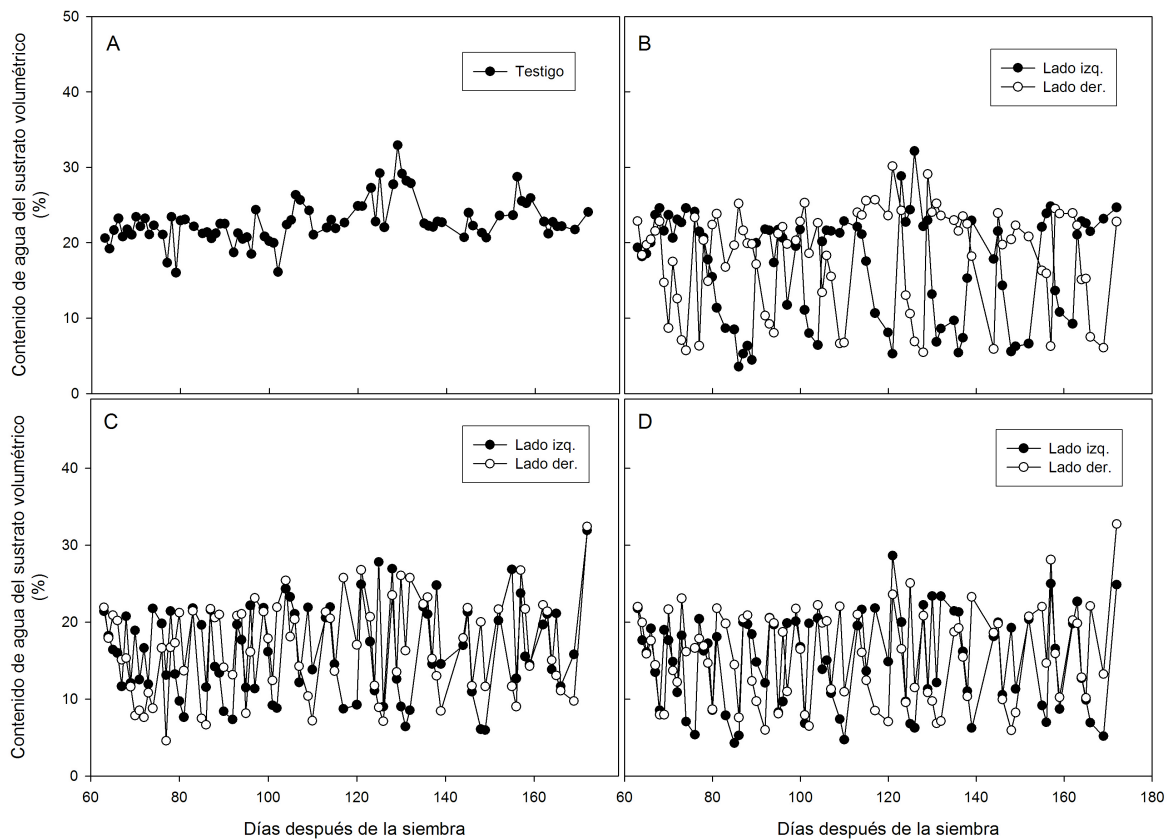 Contenido de agua del sustrato volumétrico
(%)
50
40
30
20
10
0
A
Testigo
B
Lado izq.
Lado der.
Contenido de agua del sustrato volumétrico
(%)
40
30
20
10
0
C
Lado izq.
Lado der.
D
Lado izq.
Lado der.
60 80 100 120 140 160 60 80 100 120 140 160 180
Días después de la siembra Días después de la siembra